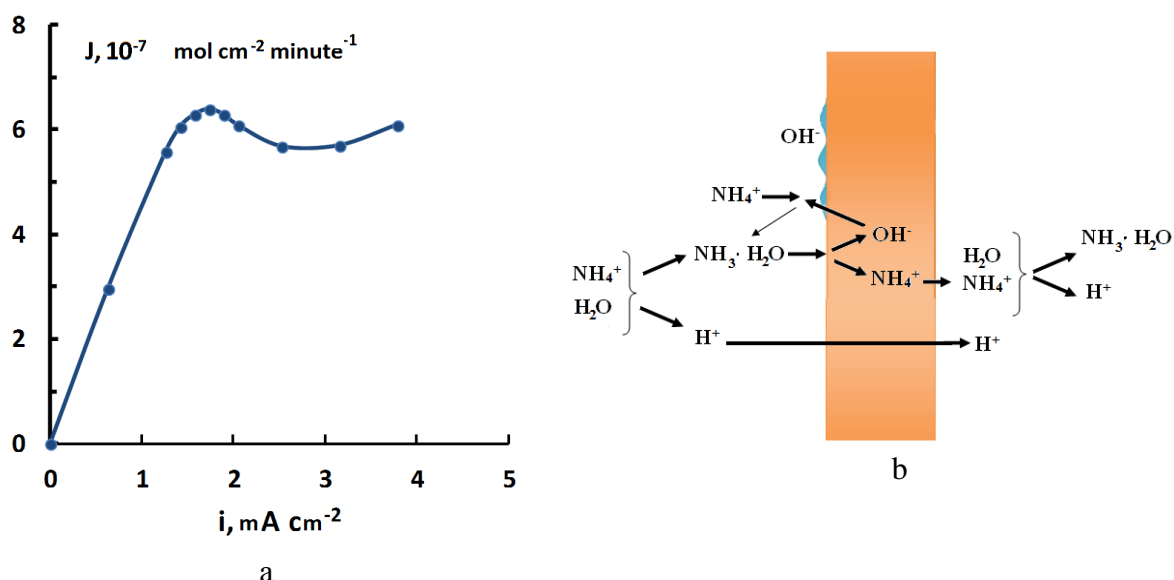 8
J, 10⁻⁷ mol cm⁻² minute⁻¹
6
4
2
0
0 1 2 3 4 5
i, mA cm⁻²
a
OH⁻
NH₄⁺
OH⁻
NH₃· H₂O
NH₄⁺
H₂O
NH₄⁺
H₂O
NH₄⁺
NH₃· H₂O
H⁺
H⁺
H⁺
b